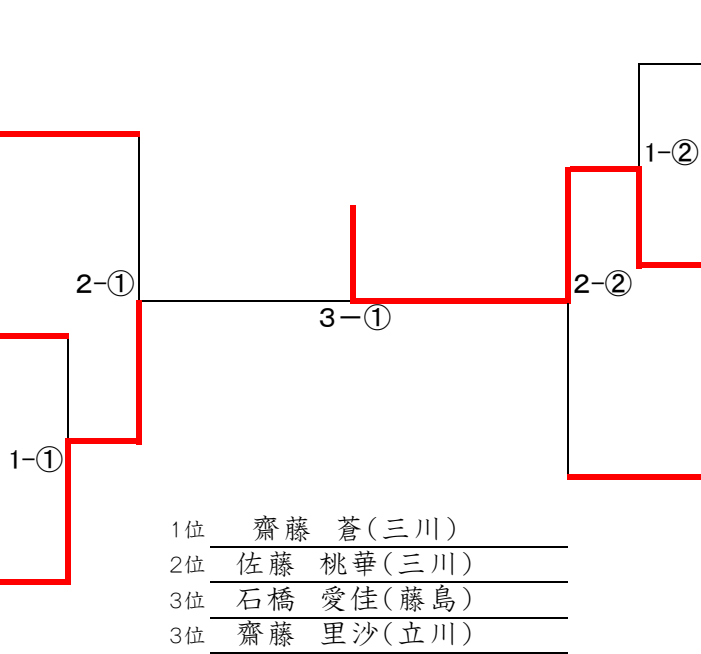 1-②
2-①
2-②
3ー①
1-①
1位 齋藤 蒼(三川)
2位 佐藤 桃華(三川)
3位 石橋 愛佳(藤島)
3位 齋藤 里沙(立川)